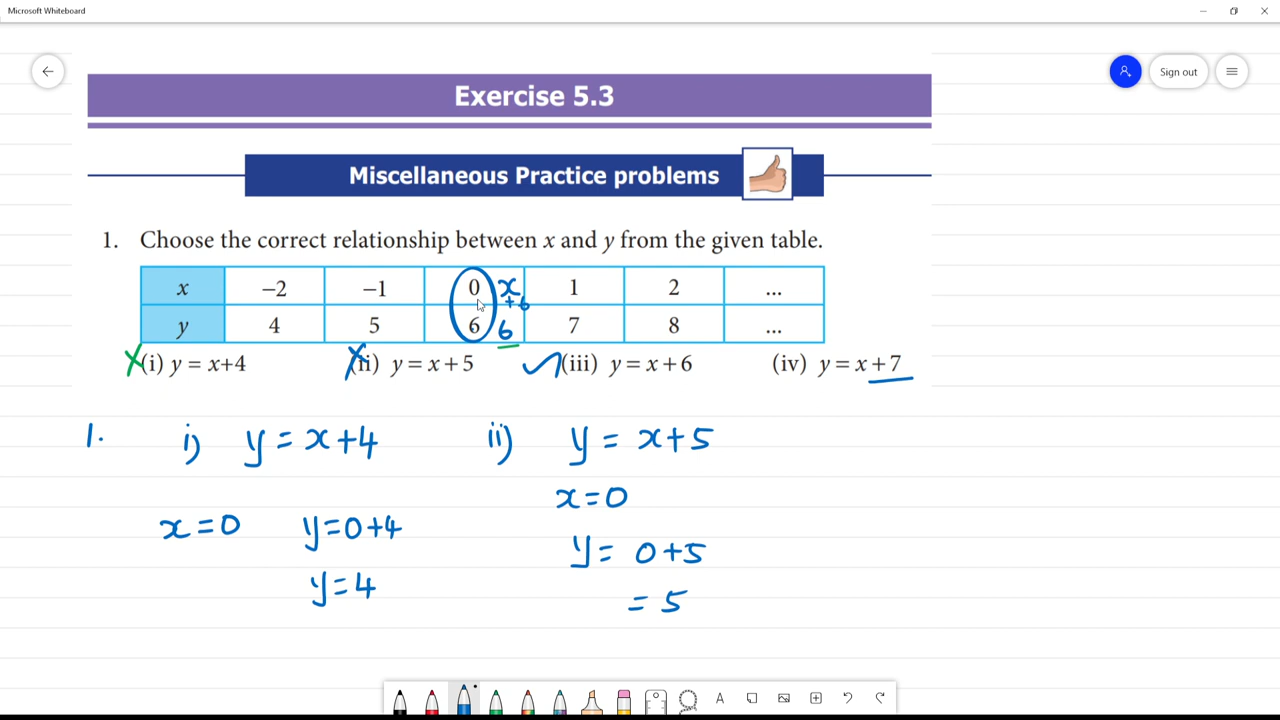 Microsoft Whiteboard
Sign out
Exercise 5.3
Miscellaneous Practice problems
1. Choose the correct relationship between x and y from the given table.
x −2 −1 0 x 1 2 ...
+6
y 4 5 6 6 7 8 ...
(i) y = x+4 (ii) y = x + 5 (iii) y = x + 6 (iv) y = x + 7
1. i) y = x+4 ii) y = x+5
x=0
x=0 y=0+4
y= 0+5
y=4
= 5
A